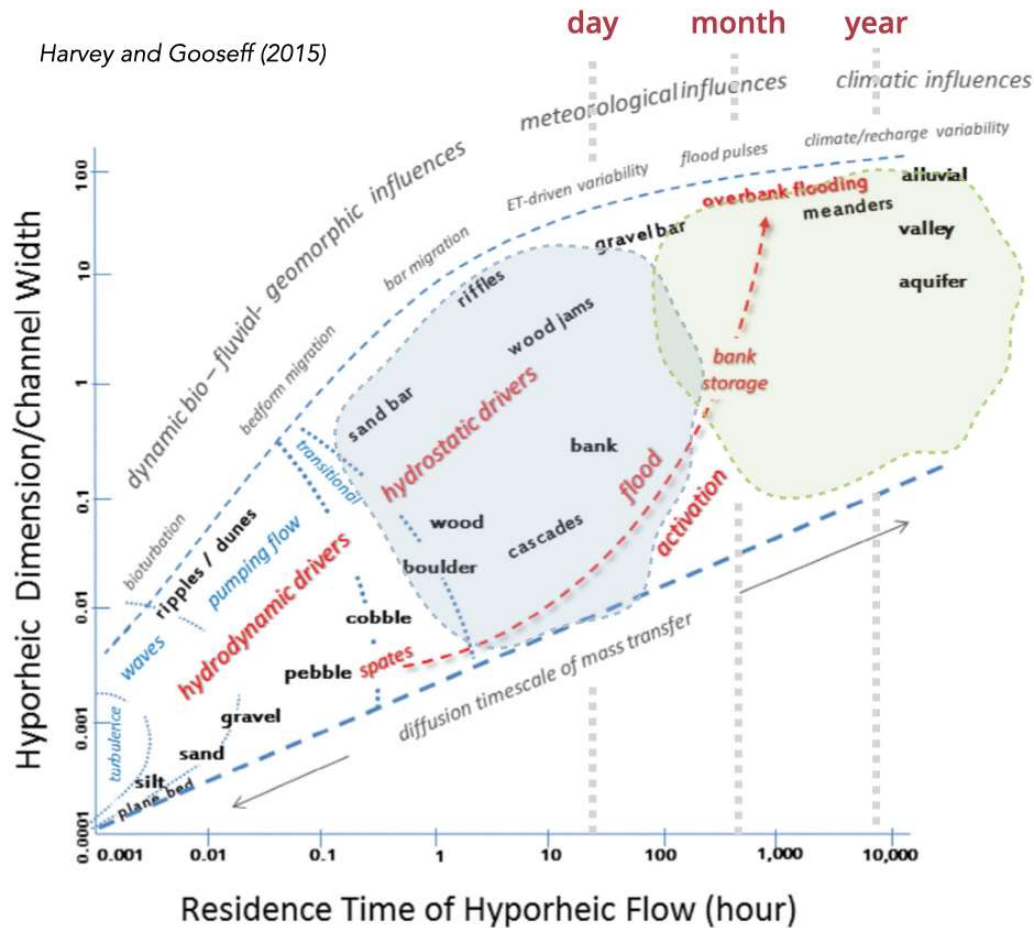 day month year
Harvey and Gooseff (2015)
meteorological influences
climatic influences
dynamic bio – fluvial- geomorphic influences
ET-driven variability
flood pulses
climate/recharge variability
bar migration
bedform migration
bioturbation
overbank flooding
alluvial
meanders
valley
aquifer
gravel bar
riffles
wood jams
sand bar
hydrostatic drivers
bank
storage
bank
flood
activation
transitional
wood
cascades
boulder
ripples / dunes
pumping flow
hydrodynamic drivers
waves
cobble
pebble
spates
turbulence
gravel
sand
silt
plane bed
diffusion timescale of mass transfer
Hyporheic Dimension/Channel Width
100
10
1
0.1
0.01
0.001
0.0001
0.001 0.01 0.1 1 10 100 1,000 10,000
Residence Time of Hyporheic Flow (hour)